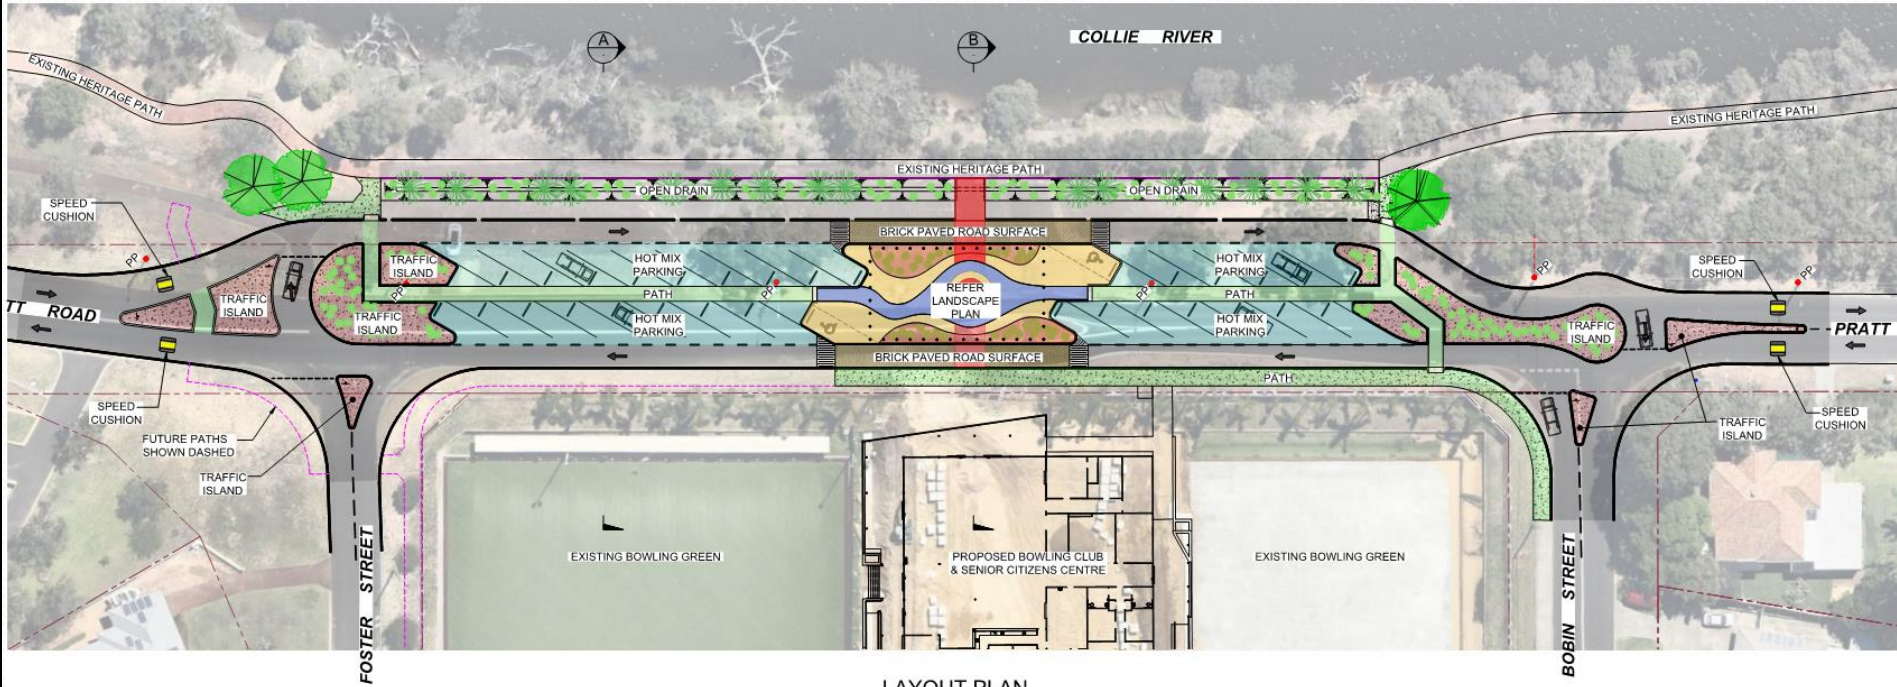 A
B
COLLIE RIVER
EXISTING HERITAGE PATH
EXISTING HERITAGE PATH
EXISTING HERITAGE PATH
OPEN DRAIN
OPEN DRAIN
SPEED
CUSHION
PP
BRICK PAVED ROAD SURFACE
TRAFFIC
ISLAND
HOT MIX
PARKING
HOT MIX
PARKING
PP
SPEED
CUSHION
PP
PP
PP
PP
TRAFFIC
ISLAND
PATH
REFER
LANDSCAPE
PLAN
PATH
TT ROAD
TRAFFIC
ISLAND
HOT MIX
PARKING
HOT MIX
PARKING
TRAFFIC
ISLAND
PRATT
BRICK PAVED ROAD SURFACE
PATH
SPEED
CUSHION
FUTURE PATHS
SHOWN DASHED
TRAFFIC
ISLAND
TRAFFIC
ISLAND
SPEED
CUSHION
EXISTING BOWLING GREEN
PROPOSED BOWLING CLUB
& SENIOR CITIZENS CENTRE
EXISTING BOWLING GREEN
FOSTER STREET
BOBIN STREET
LAYOUT PLAN